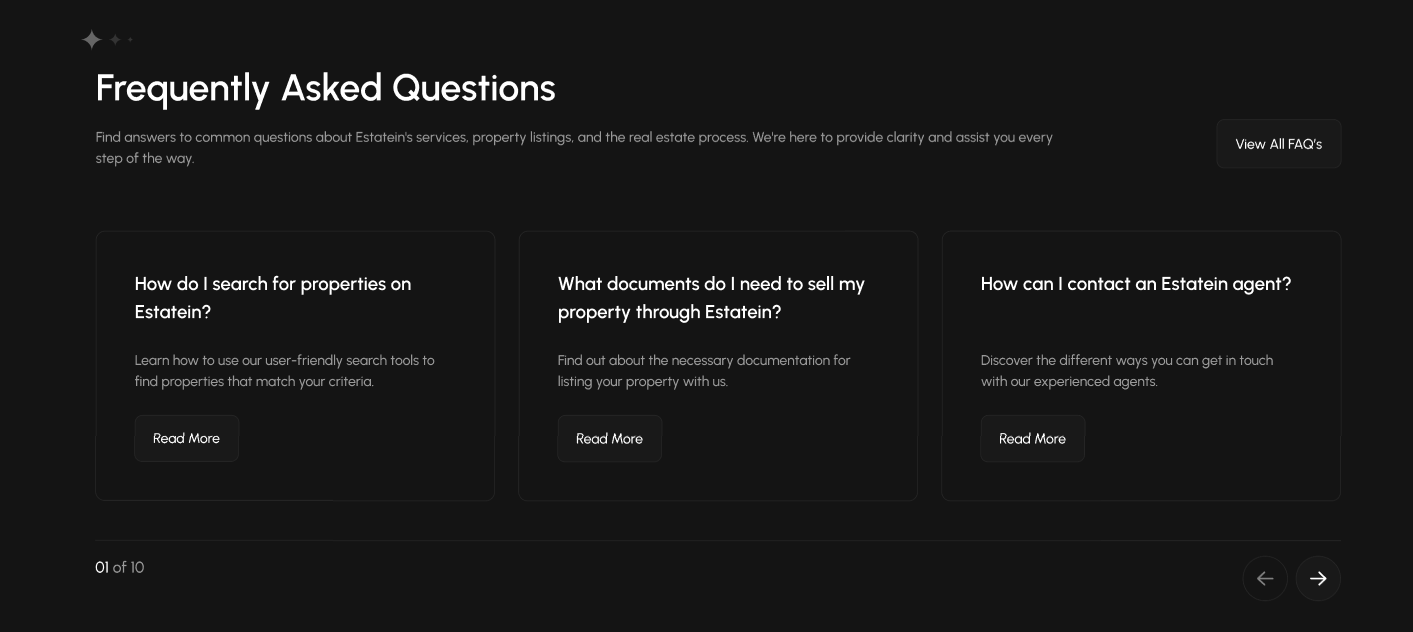 Frequently Asked Questions
Find answers to common questions about Estatein's services, property listings, and the real estate process. We're here to provide clarity and assist you every
step of the way.
View All FAQ's
How do I search for properties on
Estatein?
Learn how to use our user-friendly search tools to
find properties that match your criteria.
Read More
What documents do I need to sell my
property through Estatein?
Find out about the necessary documentation for
listing your property with us.
Read More
How can I contact an Estatein agent?
Discover the different ways you can get in touch
with our experienced agents.
Read More
01 of 10